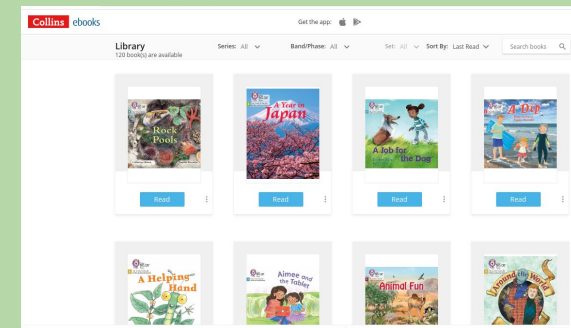 Collins ebooks
Get the app:
Library
120 book(s) are available
Series: All
Band/Phase: All
Set: All
Sort By: Last Read
Search books
Rock
Pools
A Year in
Japan
A Job for
the Dog
A Dip
Read
Read
Read
Read
A Helping
Hand
Aimee and
the Tablet
Animal Fun
Around the World